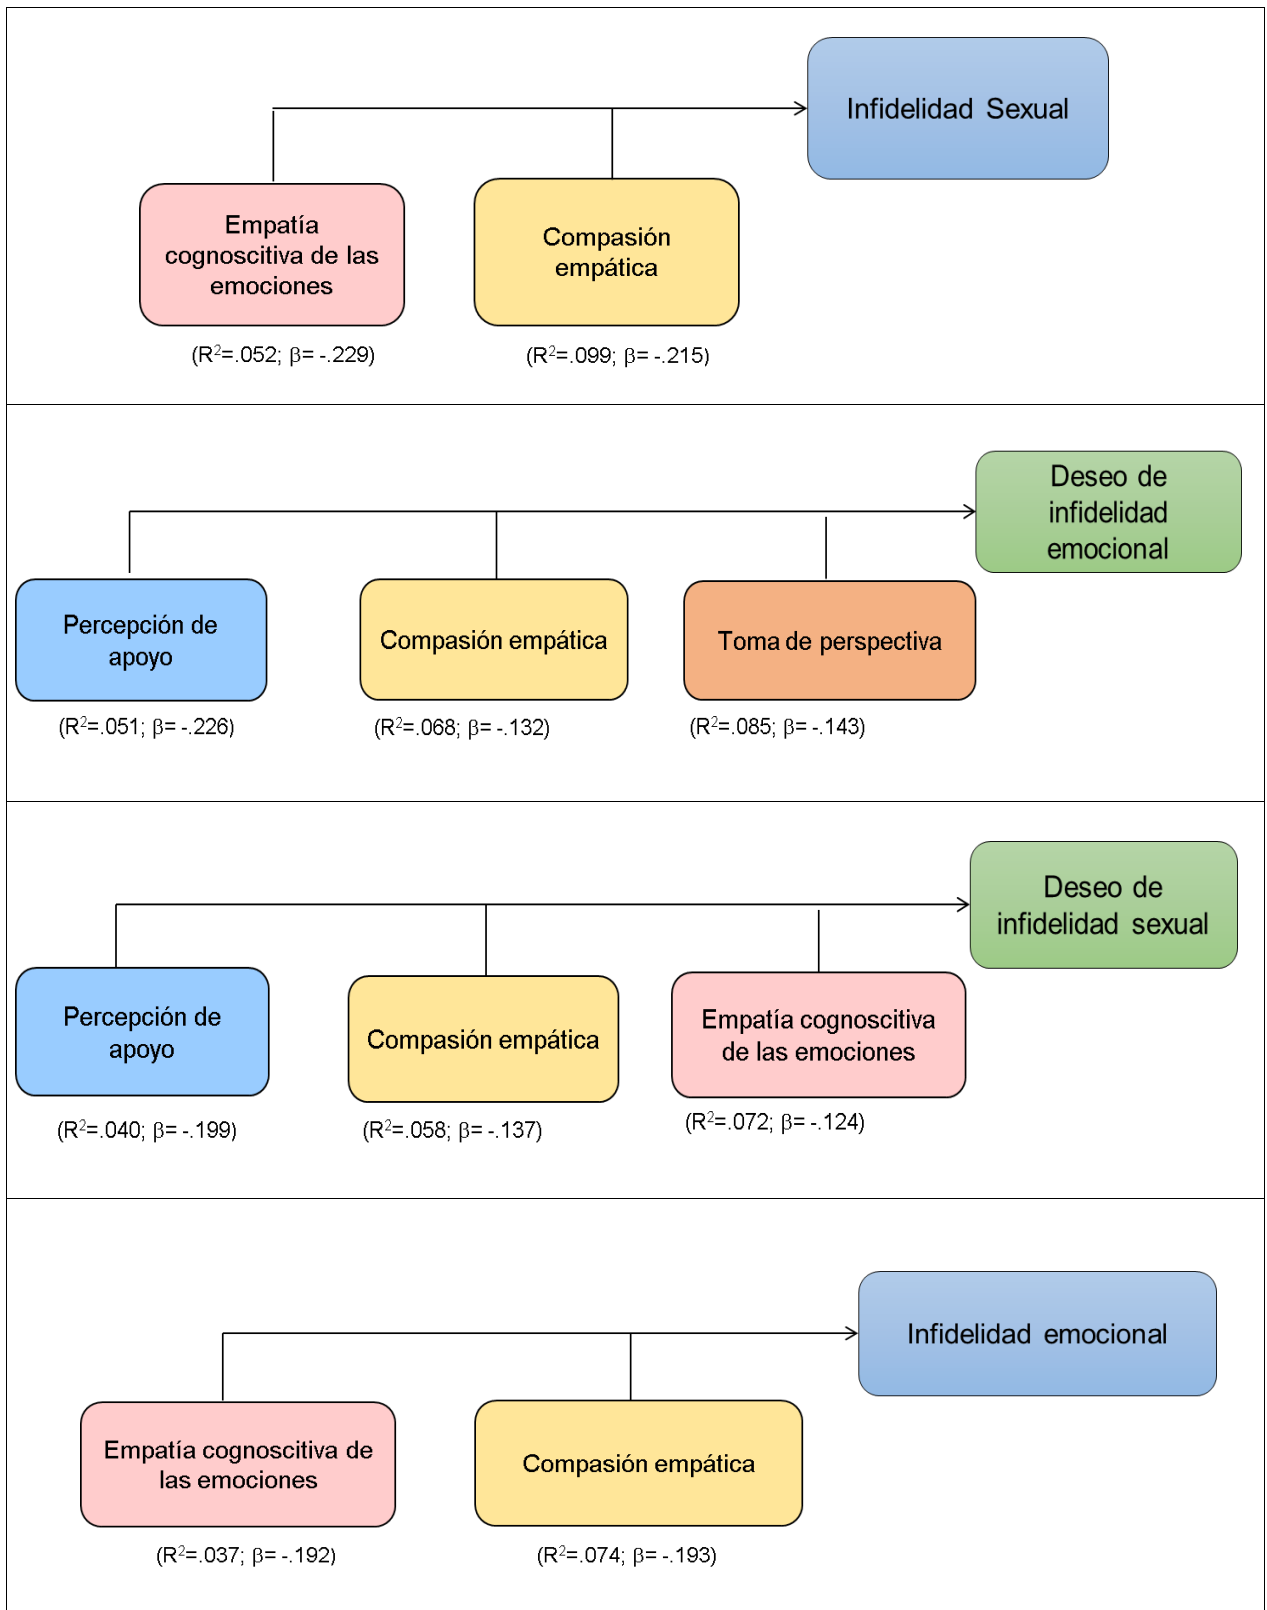 Infidelidad Sexual
Empatía
cognoscitiva de las
emociones
Compasión
empática
(R²=.052; β= -.229)
(R²=.099; β= -.215)
Deseo de
infidelidad
emocional
Percepción de
apoyo
Compasión empática
Toma de perspectiva
(R²=.051; β= -.226)
(R²=.068; β= -.132)
(R²=.085; β= -.143)
Deseo de
infidelidad sexual
Percepción de
apoyo
Compasión empática
Empatía cognoscitiva
de las emociones
(R²=.040; β= -.199)
(R²=.058; β= -.137)
(R²=.072; β= -.124)
Infidelidad emocional
Empatía cognoscitiva de
las emociones
Compasión empática
(R²=.037; β= -.192)
(R²=.074; β= -.193)